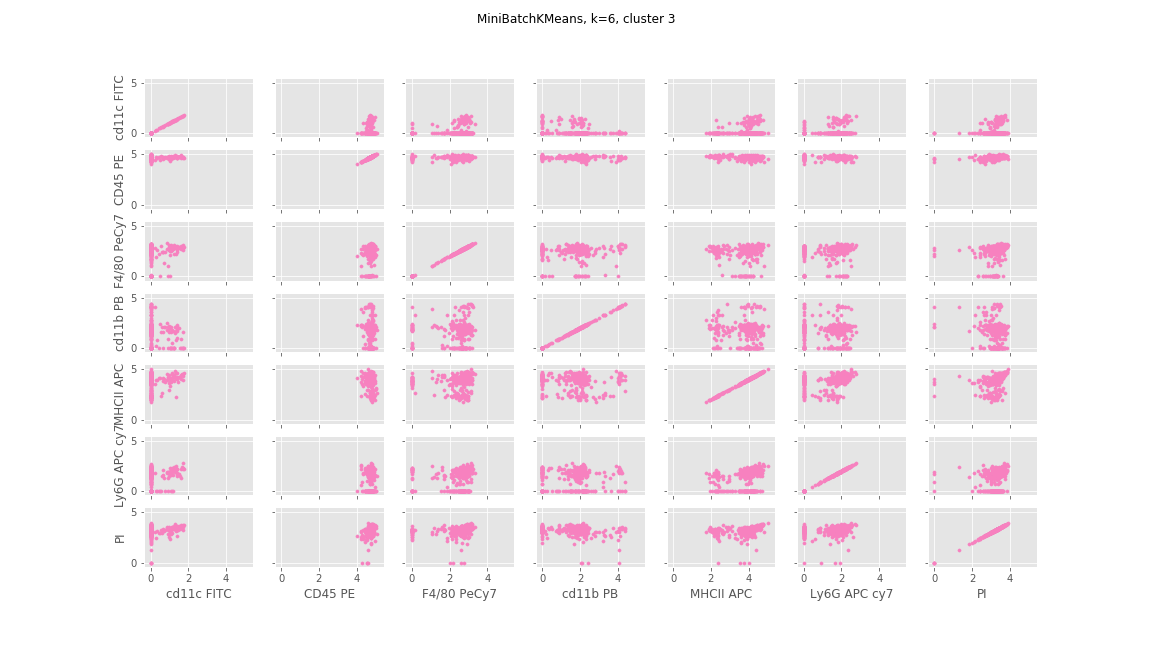 MiniBatchKMeans, k=6, cluster 3
5
0
cd11c FITC
5
0
CD45 PE
5
0
F4/80 PeCy7
5
0
cd11b PB
5
0
MHCII APC
5
0
Ly6G APC cy7
5
0
PI
0 2 4 0 2 4 0 2 4 0 2 4 0 2 4 0 2 4 0 2 4
cd11c FITC CD45 PE F4/80 PeCy7 cd11b PB MHCII APC Ly6G APC cy7 PI